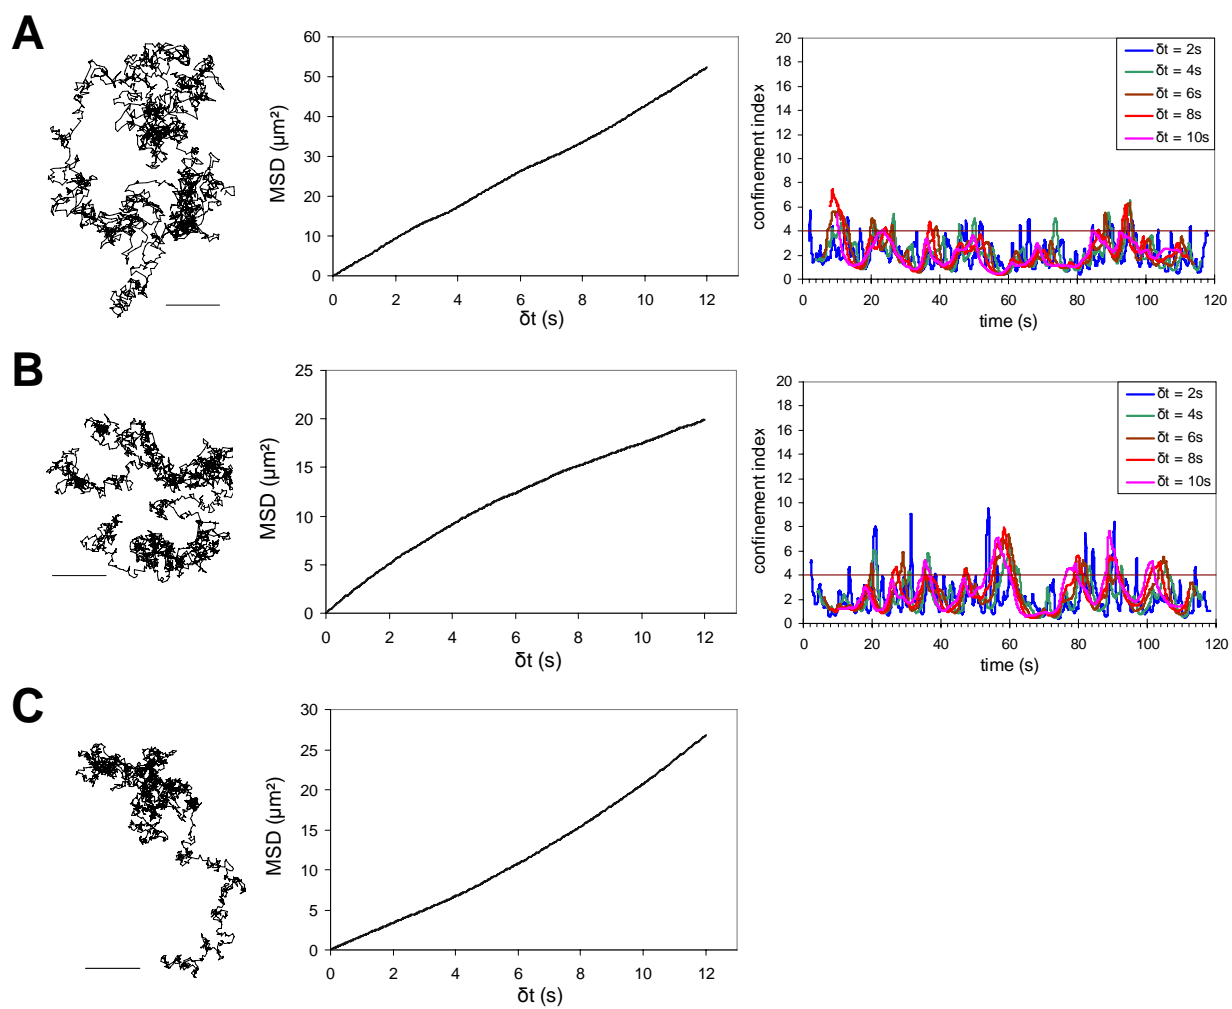 A
MSD (µm²)
60
50
40
30
20
10
0
0 2 4 6 8 10 12
δt (s)
confinement index
20
18
16
14
12
10
8
6
4
2
0
0 20 40 60 80 100 120
time (s)
δt = 2s
δt = 4s
δt = 6s
δt = 8s
δt = 10s
B
MSD (µm²)
25
20
15
10
5
0
0 2 4 6 8 10 12
δt (s)
confinement index
20
18
16
14
12
10
8
6
4
2
0
0 20 40 60 80 100 120
time (s)
δt = 2s
δt = 4s
δt = 6s
δt = 8s
δt = 10s
C
MSD (µm²)
30
25
20
15
10
5
0
0 2 4 6 8 10 12
δt (s)